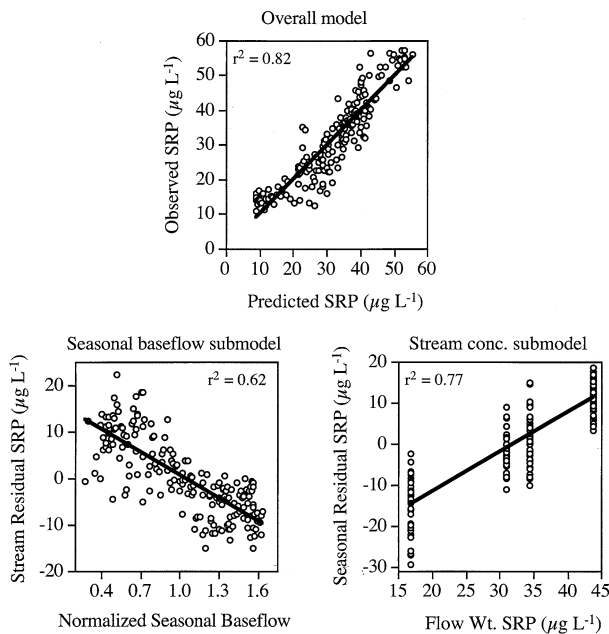 Overall model
r² = 0.82
Observed SRP (µg L⁻¹)
60
50
40
30
20
10
0
0 10 20 30 40 50 60
Predicted SRP (µg L⁻¹)
Seasonal baseflow submodel
r² = 0.62
Stream Residual SRP (µg L⁻¹)
20
10
0
-10
-20
0.4 0.7 1.0 1.3 1.6
Normalized Seasonal Baseflow
Stream conc. submodel
r² = 0.77
Seasonal Residual SRP (µg L⁻¹)
20
10
0
-10
-20
-30
15 20 25 30 35 40 45
Flow Wt. SRP (µg L⁻¹)